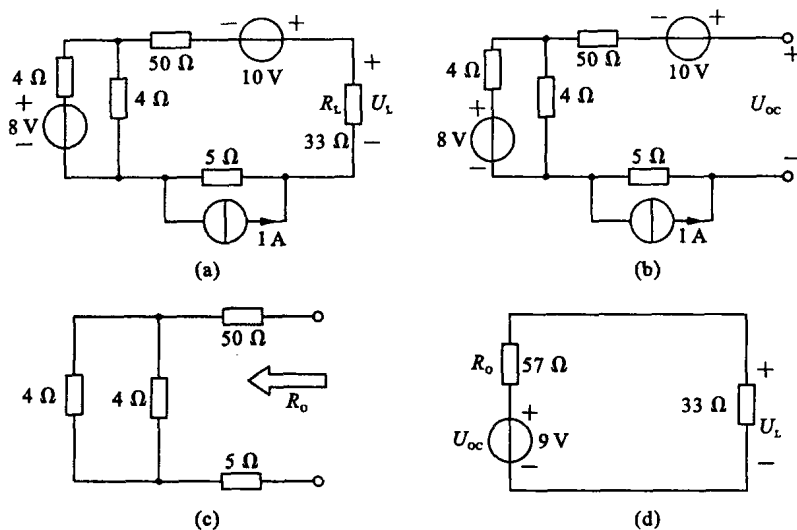 − +
50 Ω
10 V
4 Ω
4 Ω
+
8 V
−
+
R_L U_L
33 Ω −
5 Ω
1 A
(a)
− +
50 Ω
10 V
+
4 Ω
4 Ω
+
8 V
−
U_oc
5 Ω
−
1 A
(b)
50 Ω
4 Ω
4 Ω
R_o
5 Ω
(c)
R_o 57 Ω
+
33 Ω
U_L
+
U_oc 9 V
−
−
(d)